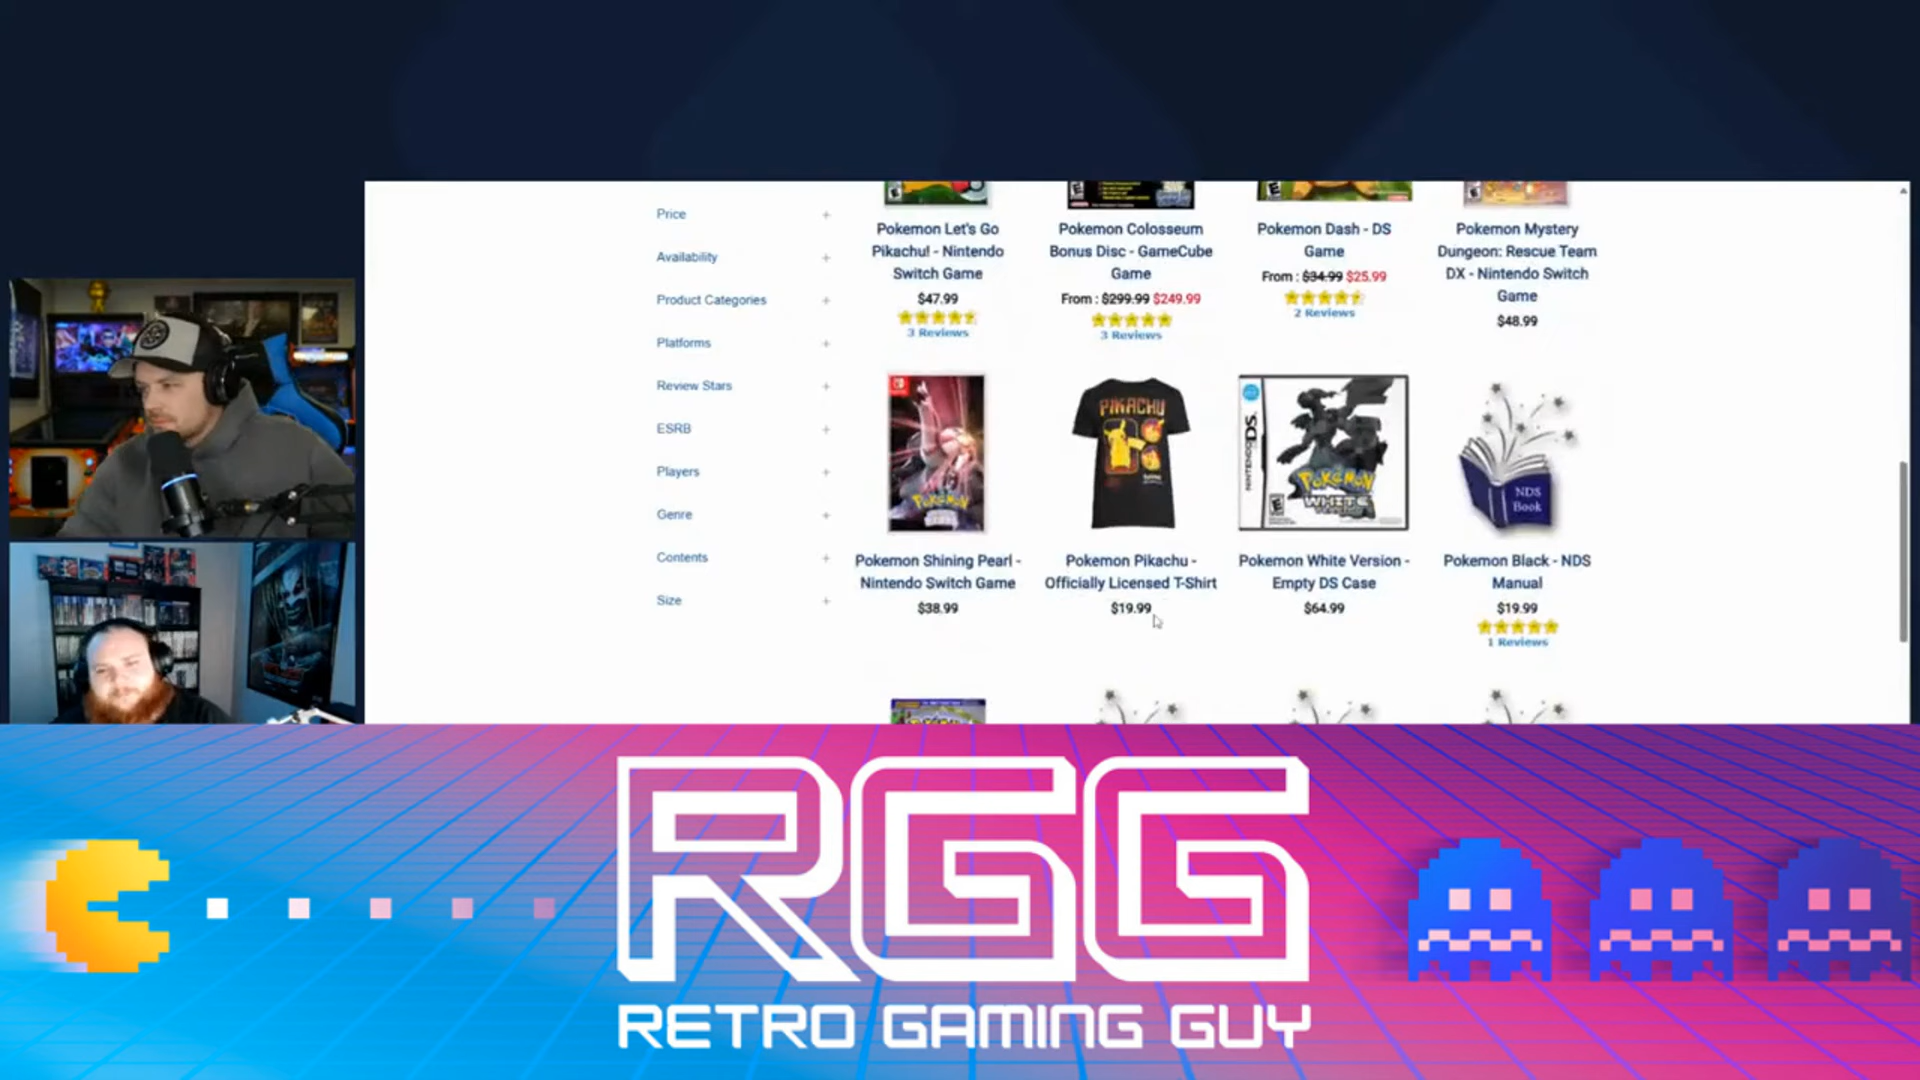 Price +
Availability +
Product Categories +
Platforms +
Review Stars +
ESRB +
Players +
Genre +
Contents +
Size +
Pokemon Let's Go
Pikachu! - Nintendo
Switch Game
$47.99
3 Reviews
Pokemon Colosseum
Bonus Disc - GameCube
Game
From : $299.99 $249.99
3 Reviews
Pokemon Dash - DS
Game
From : $34.99 $25.99
2 Reviews
Pokemon Mystery
Dungeon: Rescue Team
DX - Nintendo Switch
Game
$48.99
POKÉMON
PIKACHU
NINTENDO DS
POKÉMON
WHITE
E
NDS
Book
Pokemon Shining Pearl -
Nintendo Switch Game
$38.99
Pokemon Pikachu -
Officially Licensed T-Shirt
$19.99
Pokemon White Version -
Empty DS Case
$64.99
Pokemon Black - NDS
Manual
$19.99
1 Reviews
RGG
RETRO GAMING GUY